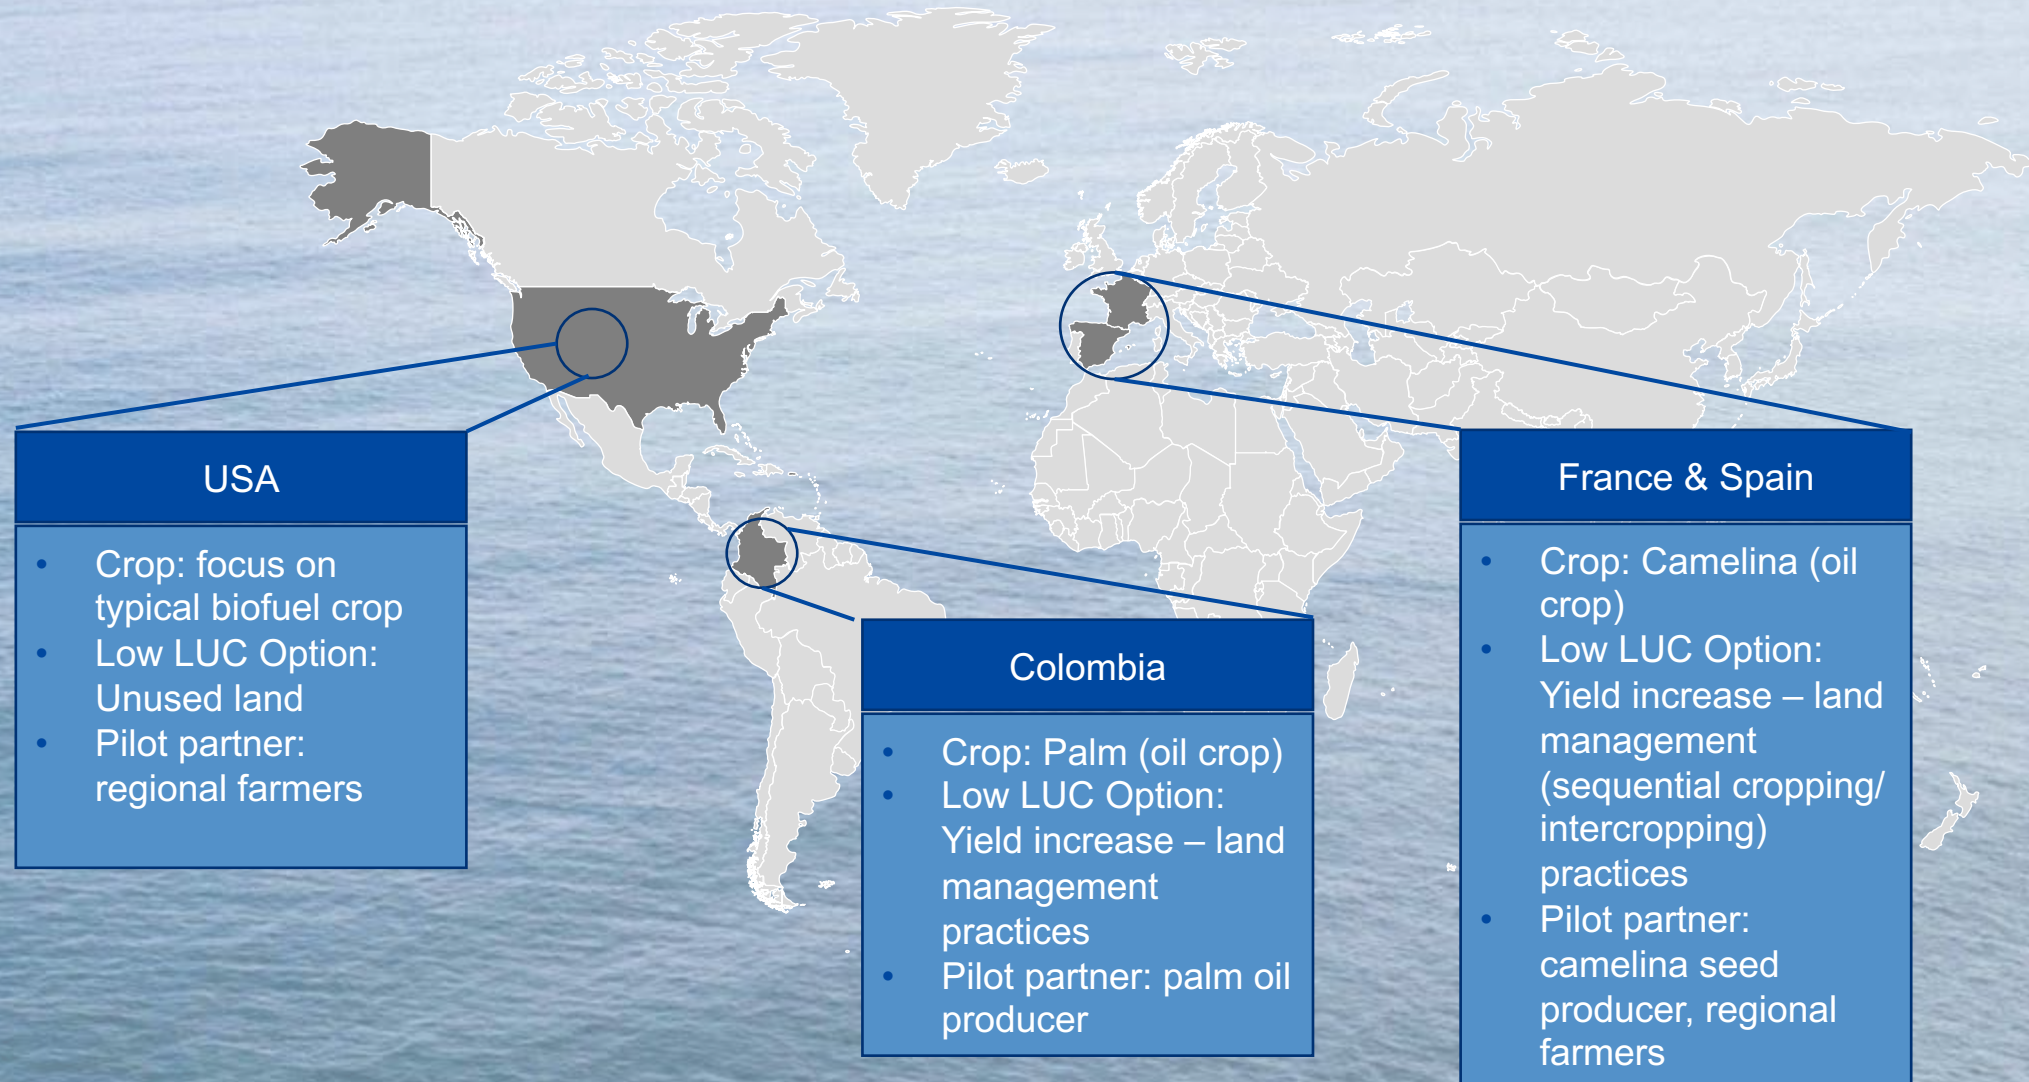 USA
• Crop: focus on
typical biofuel crop
• Low LUC Option:
Unused land
• Pilot partner:
regional farmers
Colombia
• Crop: Palm (oil crop)
• Low LUC Option:
Yield increase – land
management
practices
• Pilot partner: palm oil
producer
France & Spain
• Crop: Camelina (oil
crop)
• Low LUC Option:
Yield increase – land
management
(sequential cropping/
intercropping)
practices
• Pilot partner:
camelina seed
producer, regional
farmers